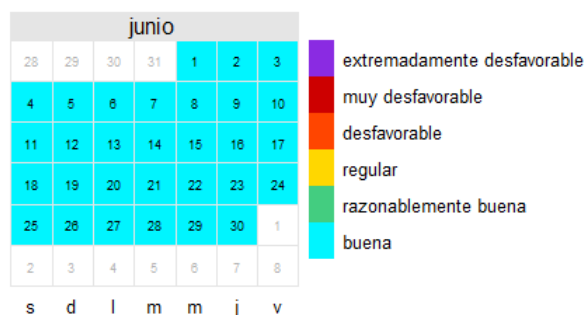 junio
28 29 30 31 1 2 3
4 5 6 7 8 9 10
11 12 13 14 15 16 17
18 19 20 21 22 23 24
25 26 27 28 29 30 1
2 3 4 5 6 7 8
s d l m m j v
extremadamente desfavorable
muy desfavorable
desfavorable
regular
razonablemente buena
buena